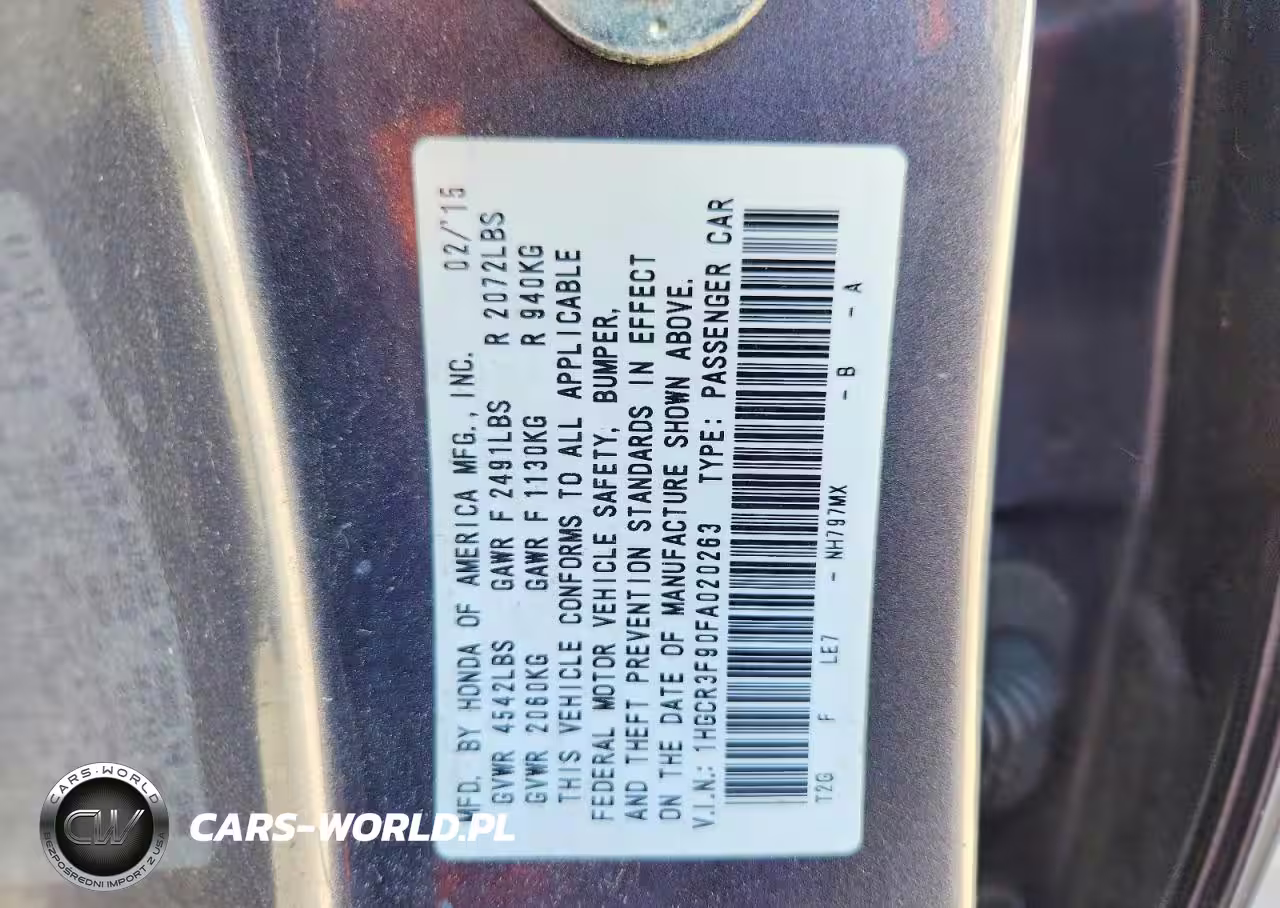 MFD. BY HONDA OF AMERICA MFG., INC. 02/'15
GVWR 4542LBS GAWR F 2491LBS R 2072LBS
GVWR 2060KG GAWR F 1130KG R 940KG
THIS VEHICLE CONFORMS TO ALL APPLICABLE
FEDERAL MOTOR VEHICLE SAFETY, BUMPER,
AND THEFT PREVENTION STANDARDS IN EFFECT
ON THE DATE OF MANUFACTURE SHOWN ABOVE.
V.I.N.: 1HGCR3F90FA020263 TYPE: PASSENGER CAR
T2G F LE7 - NH797MX - B - A
CARS-WORLD
CW
BEZPOŚREDNI IMPORT Z USA
CARS-WORLD.PL